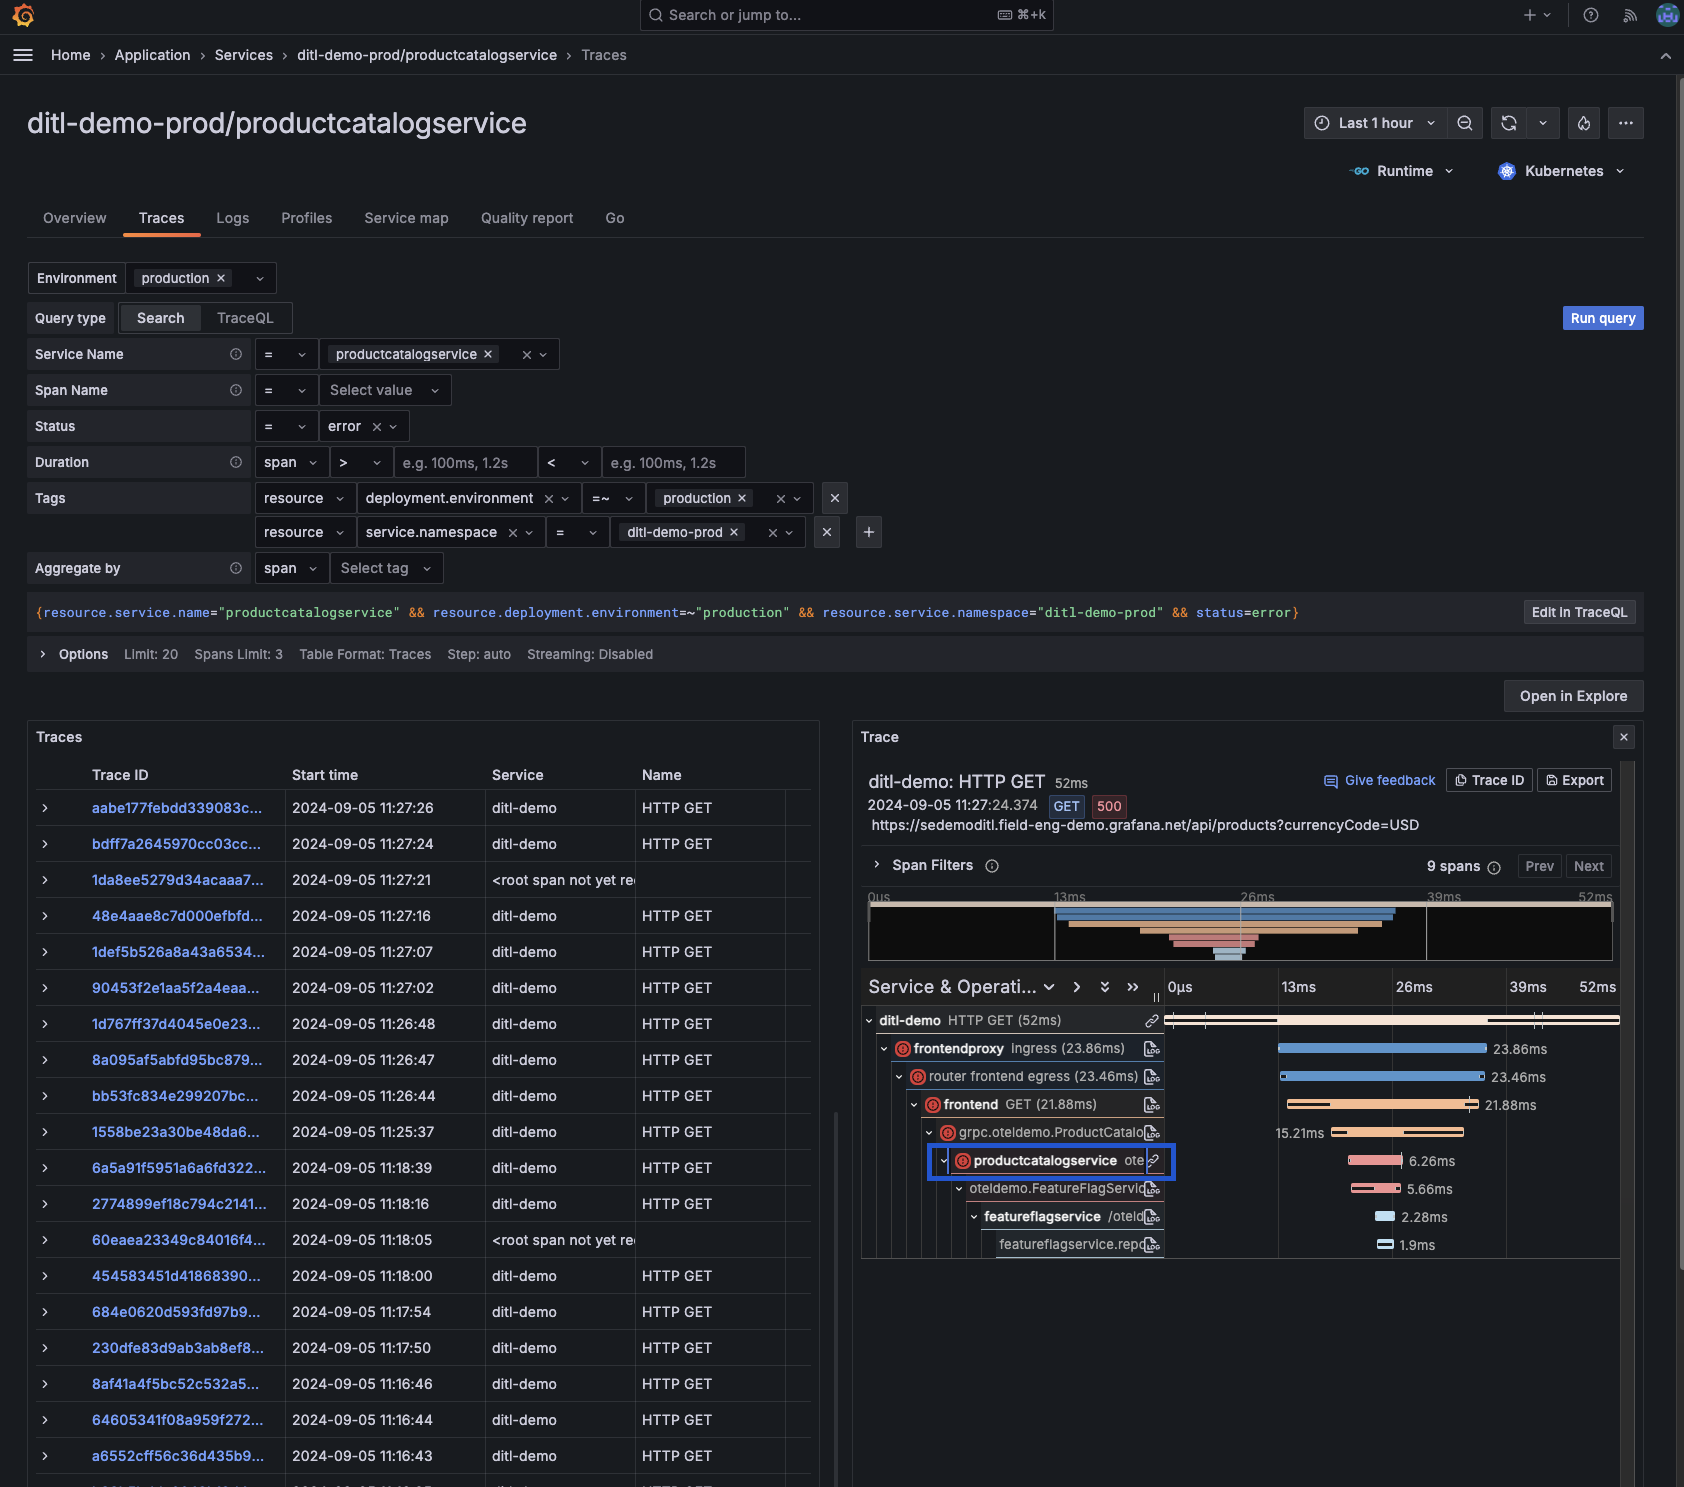 Search or jump to...
⌘+k
Home › Application › Services › ditl-demo-prod/productcatalogservice › Traces
ditl-demo-prod/productcatalogservice
Last 1 hour
GO Runtime
Kubernetes
Overview Traces Logs Profiles Service map Quality report Go
Environment production
Query type Search TraceQL
Run query
Service Name = productcatalogservice
Span Name = Select value
Status = error
Duration span > e.g. 100ms, 1.2s < e.g. 100ms, 1.2s
Tags resource deployment.environment =~ production
resource service.namespace = ditl-demo-prod
Aggregate by span Select tag
{resource.service.name="productcatalogservice" && resource.deployment.environment=~"production" && resource.service.namespace="ditl-demo-prod" && status=error}
Edit in TraceQL
Options Limit: 20 Spans Limit: 3 Table Format: Traces Step: auto Streaming: Disabled
Open in Explore
Traces
Trace ID Start time Service Name
aabe177febdd339083c... 2024-09-05 11:27:26 ditl-demo HTTP GET
bdff7a2645970cc03cc... 2024-09-05 11:27:24 ditl-demo HTTP GET
1da8ee5279d34acaaa7... 2024-09-05 11:27:21 <root span not yet re ditl-demo
48e4aae8c7d000efbfd... 2024-09-05 11:27:16 ditl-demo HTTP GET
1def5b526a8a43a6534... 2024-09-05 11:27:07 ditl-demo HTTP GET
90453f2e1aa5f2a4eaa... 2024-09-05 11:27:02 ditl-demo HTTP GET
1d767ff37d4045e0e23... 2024-09-05 11:26:48 ditl-demo HTTP GET
8a095af5abfd95bc879... 2024-09-05 11:26:47 ditl-demo HTTP GET
bb53fc834e299207bc... 2024-09-05 11:26:44 ditl-demo HTTP GET
1558be23a30be48da6... 2024-09-05 11:25:37 ditl-demo HTTP GET
6a5a91f5951a6a6fd322... 2024-09-05 11:18:39 ditl-demo HTTP GET
2774899ef18c794c2141... 2024-09-05 11:18:16 ditl-demo HTTP GET
60eaea23349c84016f4... 2024-09-05 11:18:05 <root span not yet re
454583451d41868390... 2024-09-05 11:18:00 ditl-demo HTTP GET
684e0620d593fd97b9... 2024-09-05 11:17:54 ditl-demo HTTP GET
230dfe83d9ab3ab8ef8... 2024-09-05 11:17:50 ditl-demo HTTP GET
8af41a4f5bc52c532a5... 2024-09-05 11:16:46 ditl-demo HTTP GET
64605341f08a959f272... 2024-09-05 11:16:44 ditl-demo HTTP GET
a6552cff56c36d435b9... 2024-09-05 11:16:43 ditl-demo HTTP GET
Trace
ditl-demo: HTTP GET 52ms
Give feedback Trace ID Export
2024-09-05 11:27:24.374 GET 500
https://sedemoditl.field-eng-demo.grafana.net/api/products?currencyCode=USD
Span Filters 9 spans Prev Next
0μs 13ms 26ms 39ms 52ms
Service & Operati... 0μs 13ms 26ms 39ms 52ms
ditl-demo HTTP GET (52ms)
frontendproxy ingress (23.86ms) LOG 23.86ms
router frontend egress (23.46ms) LOG 23.46ms
frontend GET (21.88ms) LOG 21.88ms
grpc.oteldemo.ProductCatalo LOG 15.21ms
productcatalogservice ote 6.26ms
oteldemo.FeatureFlagServic LOG 5.66ms
featureflagservice /oteld LOG 2.28ms
featureflagservice.repo LOG 1.9ms